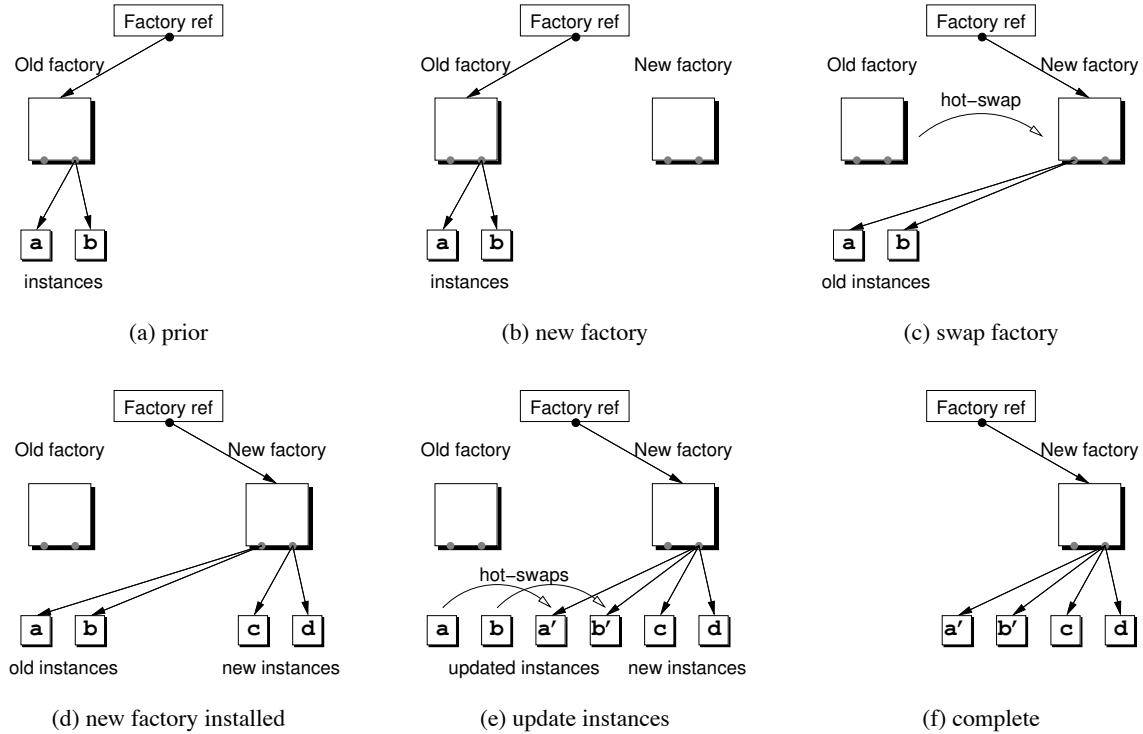 Factory ref
Old factory
a b
instances
(a) prior
Factory ref
Old factory New factory
a b
instances
(b) new factory
Factory ref
Old factory New factory
hot-swap
a b
old instances
(c) swap factory
Factory ref
Old factory New factory
a b c d
old instances new instances
(d) new factory installed
Factory ref
Old factory New factory
hot-swaps
a b a′ b′ c d
updated instances new instances
(e) update instances
Factory ref
New factory
a′ b′ c d
(f) complete